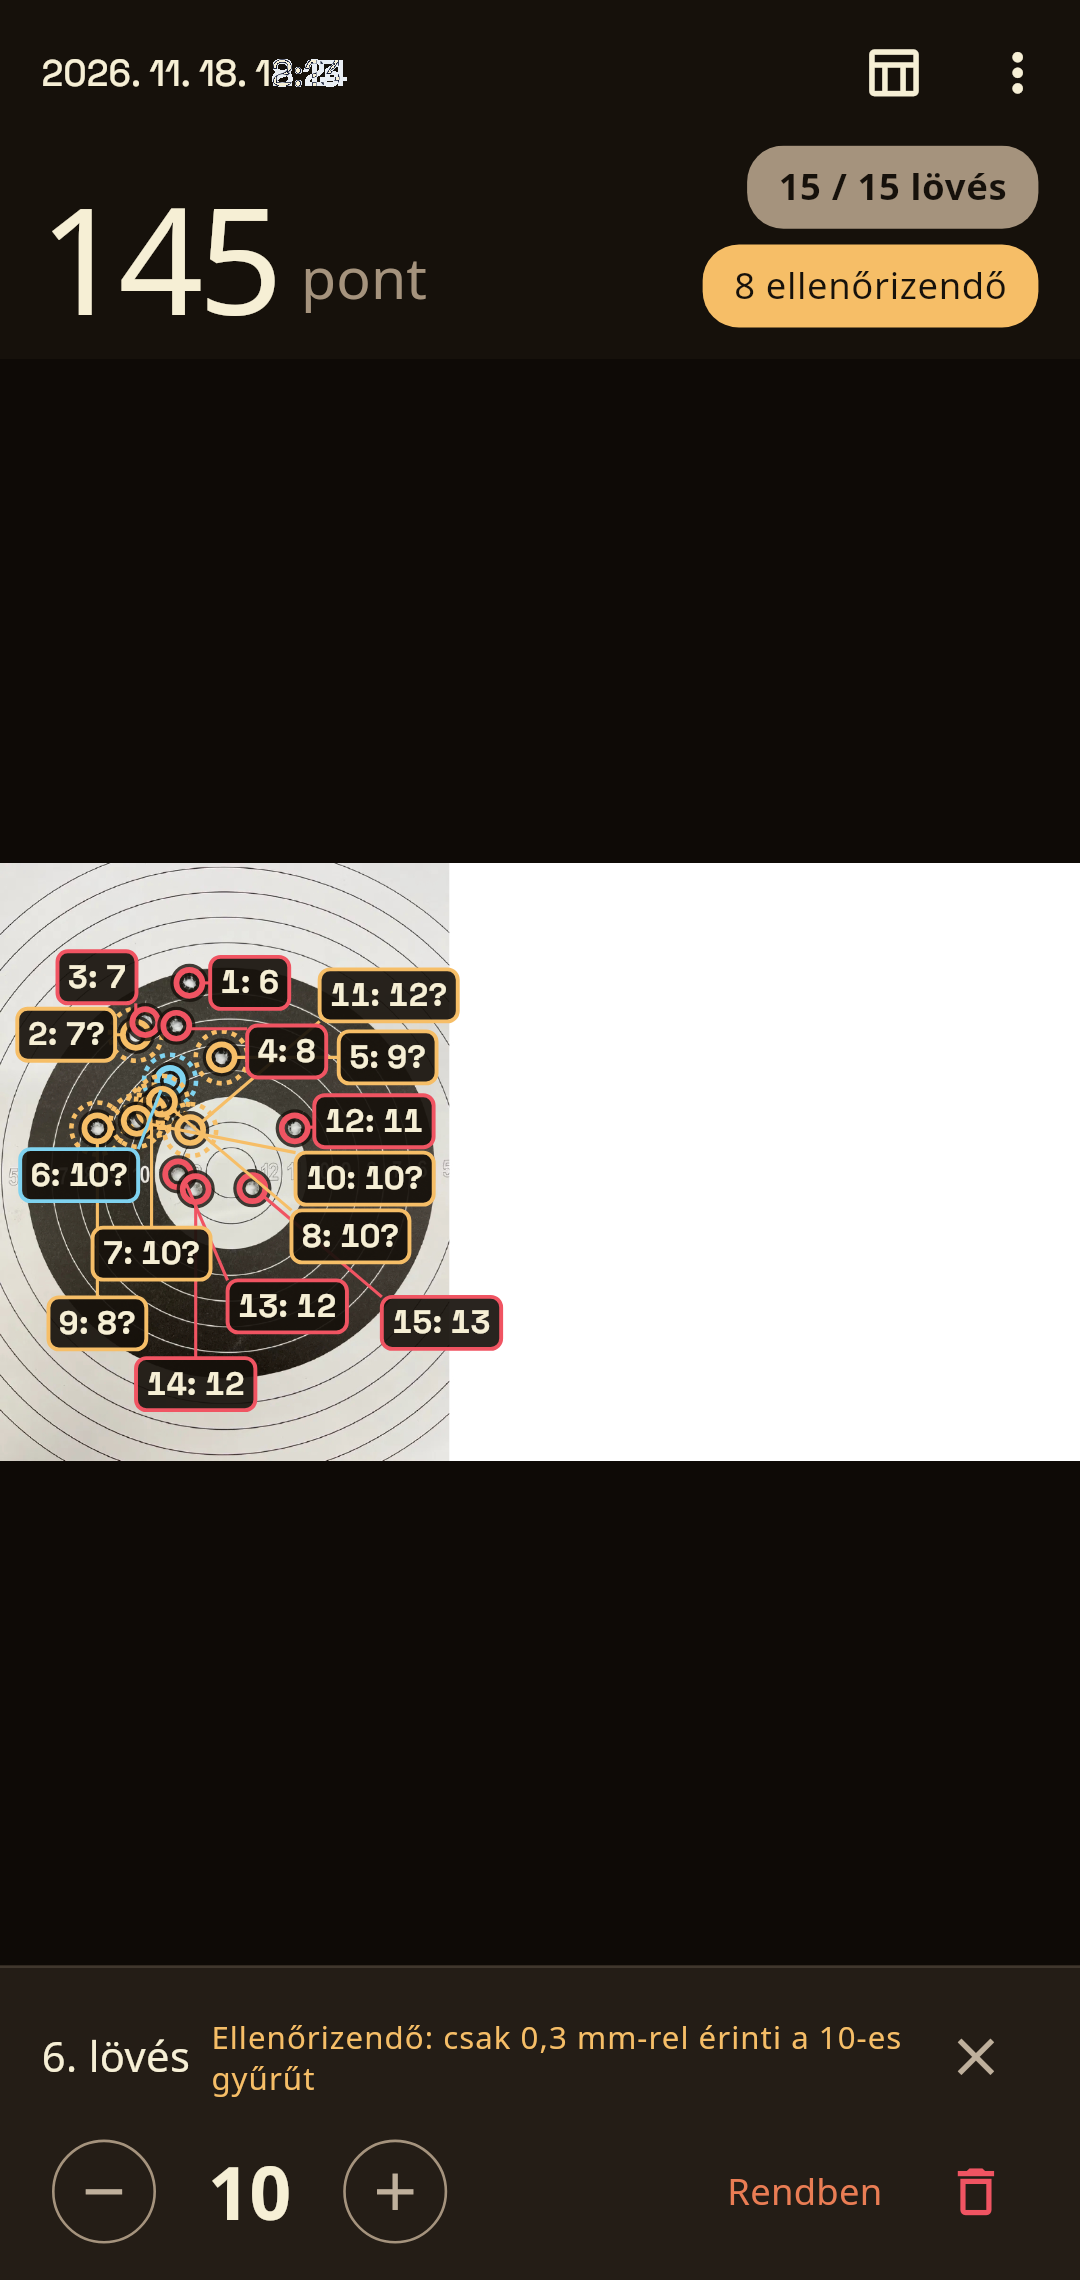 2026. 11. 18.
145 pont
15 / 15 lövés
8 ellenőrizendő
3: 7
1: 6
11: 12?
2: 7?
4: 8
5: 9?
12: 11
6: 10?
10: 10?
8: 10?
7: 10?
13: 12
9: 8?
15: 13
14: 12
6. lövés
Ellenőrizendő: csak 0,3 mm-rel érinti a 10-es
gyűrűt
10
Rendben